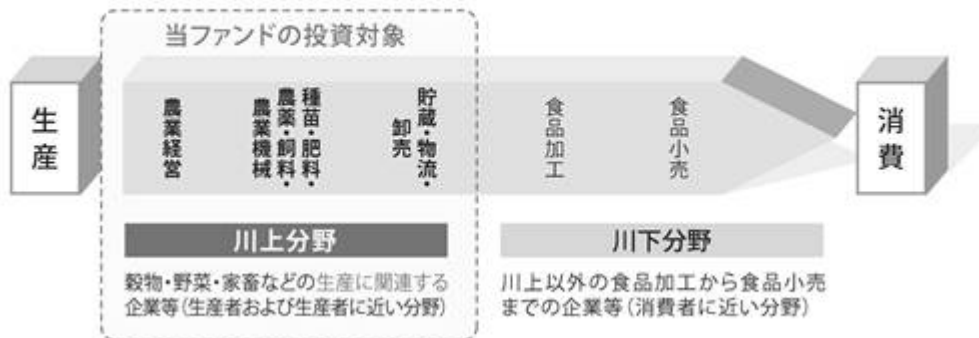 当ファンドの投資対象
生産
農業経営
種苗・肥料・
農薬・飼料・
農業機械
貯蔵・物流・
卸売
食品加工
食品小売
消費
川上分野
穀物・野菜・家畜などの生産に関連する
企業等（生産者および生産者に近い分野）
川下分野
川上以外の食品加工から食品小売
までの企業等（消費者に近い分野）